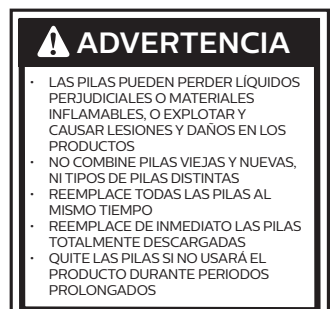 ADVERTENCIA
· LAS PILAS PUEDEN PERDER LÍQUIDOS
PERJUDICIALES O MATERIALES
INFLAMABLES, O EXPLOTAR Y
CAUSAR LESIONES Y DAÑOS EN LOS
PRODUCTOS
· NO COMBINE PILAS VIEJAS Y NUEVAS,
NI TIPOS DE PILAS DISTINTAS
· REEMPLACE TODAS LAS PILAS AL
MISMO TIEMPO
· REEMPLACE DE INMEDIATO LAS PILAS
TOTALMENTE DESCARGADAS
· QUITE LAS PILAS SI NO USARÁ EL
PRODUCTO DURANTE PERIODOS
PROLONGADOS